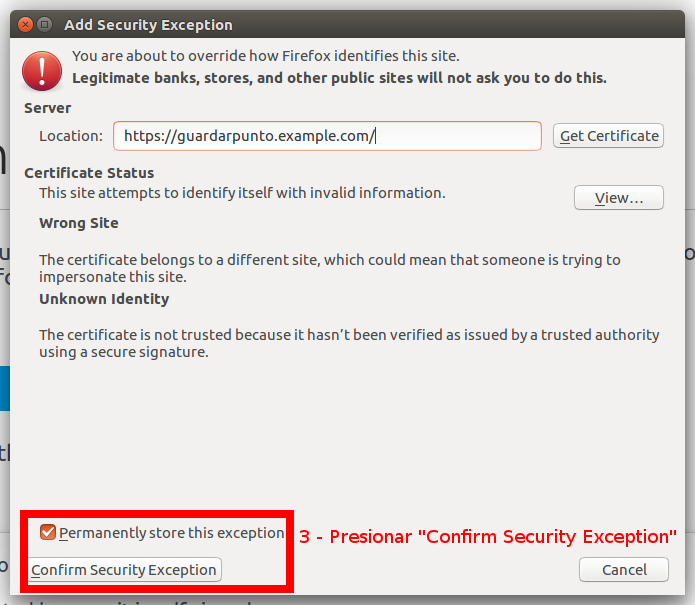 Add Security Exception
You are about to override how Firefox identifies this site.
Legitimate banks, stores, and other public sites will not ask you to do this.
Server
Location: https://guardarpunto.example.com/ Get Certificate
Certificate Status
This site attempts to identify itself with invalid information.
View...
Wrong Site
The certificate belongs to a different site, which could mean that someone is trying to
impersonate this site.
Unknown Identity
The certificate is not trusted because it hasn't been verified as issued by a trusted authority
using a secure signature.
Permanently store this exception
3 - Presionar "Confirm Security Exception"
Confirm Security Exception
Cancel